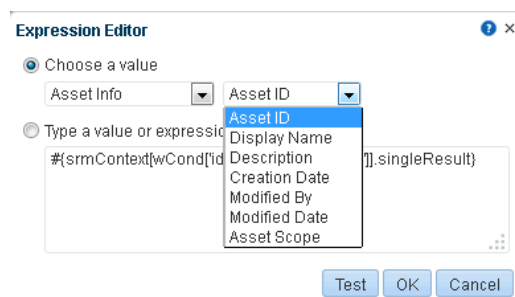 Expression Editor
Choose a value
Asset Info Asset ID
Asset ID
Type a value or
Display Name
#{srmContext[wCond['id ']].singleResult}
Description
Creation Date
Modified By
Modified Date
Asset Scope
Test OK Cancel